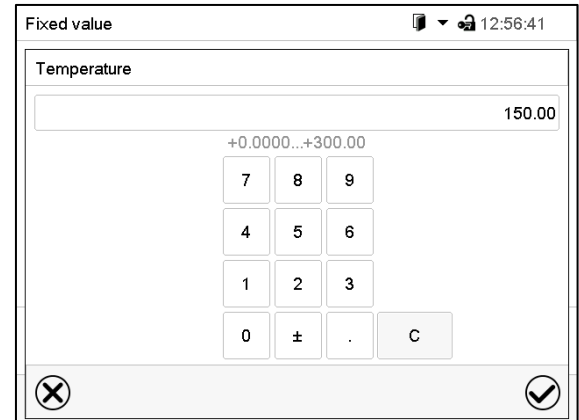 Fixed value 12:56:41
Temperature
150.00
+0.0000...+300.00
7 8 9
4 5 6
1 2 3
0 ± . C